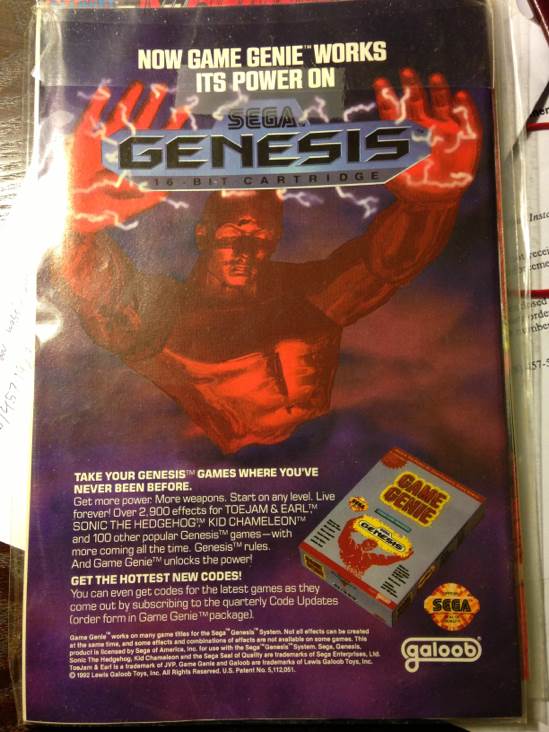 NOW GAME GENIE™ WORKS
ITS POWER ON
SEGA™
GENESIS
16-BIT CARTRIDGE
TAKE YOUR GENESIS™ GAMES WHERE YOU'VE
NEVER BEEN BEFORE.
Get more power. More weapons. Start on any level. Live
forever! Over 2,900 effects for TOEJAM & EARL,™
SONIC THE HEDGEHOG,™ KID CHAMELEON™
and 100 other popular Genesis™ games—with
more coming all the time. Genesis™ rules.
And Game Genie™ unlocks the power!
GET THE HOTTEST NEW CODES!
You can even get codes for the latest games as they
come out by subscribing to the quarterly Code Updates
(order form in Game Genie™ package).
GAME
GENIE
GENESIS
SEGA
galoob®
Game Genie™ works on many game titles for the Sega™ Genesis™ System. Not all effects can be created
at the same time, and some effects and combinations of effects are not available on some games. This
product is licensed by Sega of America, Inc. for use with the Sega™ Genesis™ System. Sega, Genesis,
Sonic The Hedgehog, Kid Chameleon and the Sega Seal of Quality are trademarks of Sega Enterprises, Ltd.
ToeJam & Earl is a trademark of JVP. Game Genie and Galoob are trademarks of Lewis Galoob Toys, Inc.
© 1992 Lewis Galoob Toys, Inc. All Rights Reserved. U.S. Patent No. 5,112,051.